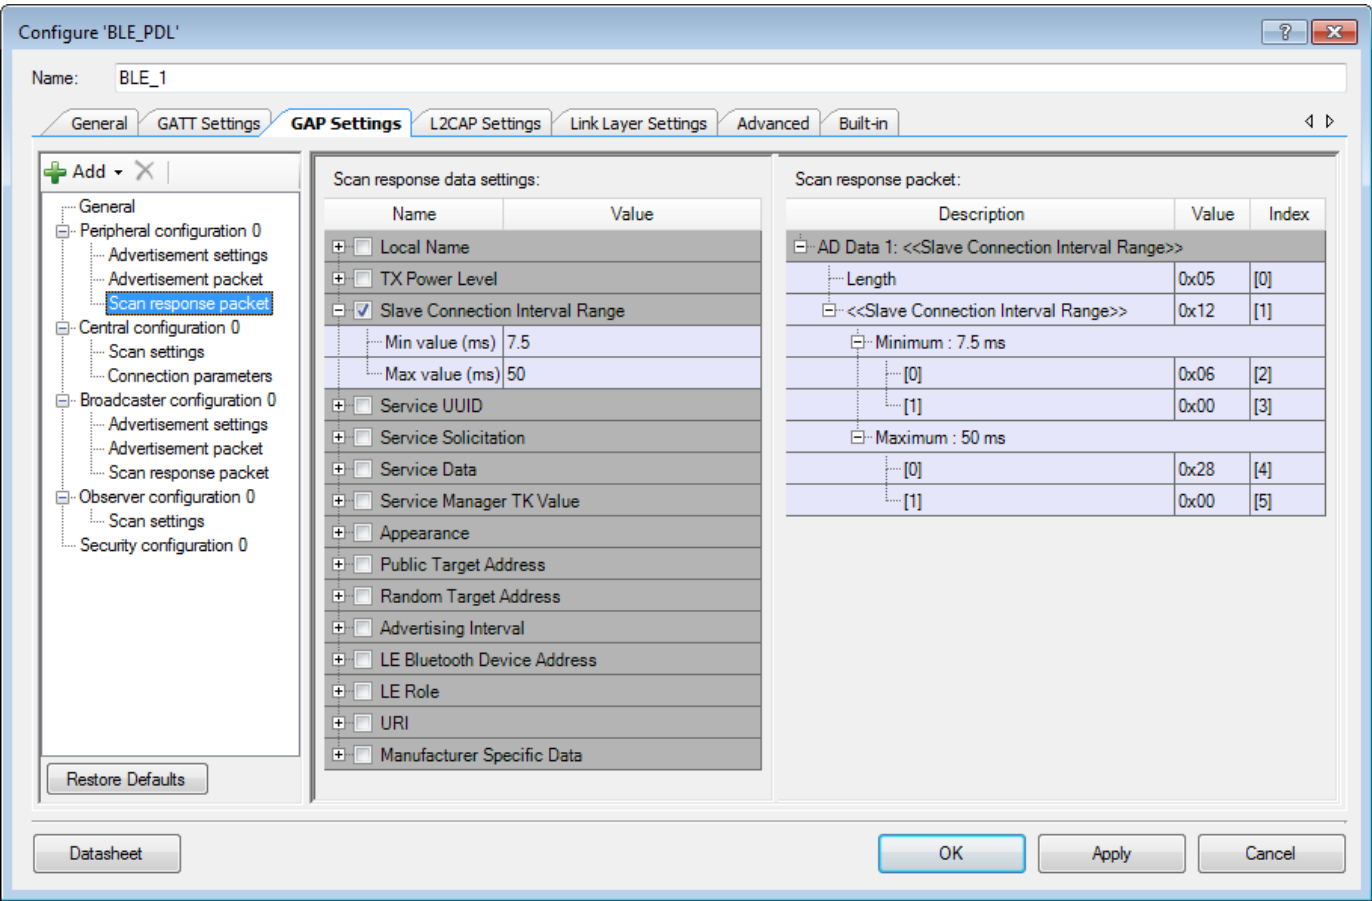 Configure 'BLE_PDL'
Name: BLE_1
General GATT Settings GAP Settings L2CAP Settings Link Layer Settings Advanced Built-in
Add
General
Peripheral configuration 0
Advertisement settings
Advertisement packet
Scan response packet
Central configuration 0
Scan settings
Connection parameters
Broadcaster configuration 0
Advertisement settings
Advertisement packet
Scan response packet
Observer configuration 0
Scan settings
Security configuration 0
Restore Defaults
Scan response data settings:
Name Value
Local Name
TX Power Level
Slave Connection Interval Range
Min value (ms) 7.5
Max value (ms) 50
Service UUID
Service Solicitation
Service Data
Service Manager TK Value
Appearance
Public Target Address
Random Target Address
Advertising Interval
LE Bluetooth Device Address
LE Role
URI
Manufacturer Specific Data
Scan response packet:
Description Value Index
AD Data 1: <<Slave Connection Interval Range>>
Length 0x05 [0]
<<Slave Connection Interval Range>> 0x12 [1]
Minimum : 7.5 ms
[0] 0x06 [2]
[1] 0x00 [3]
Maximum : 50 ms
[0] 0x28 [4]
[1] 0x00 [5]
Datasheet OK Apply Cancel